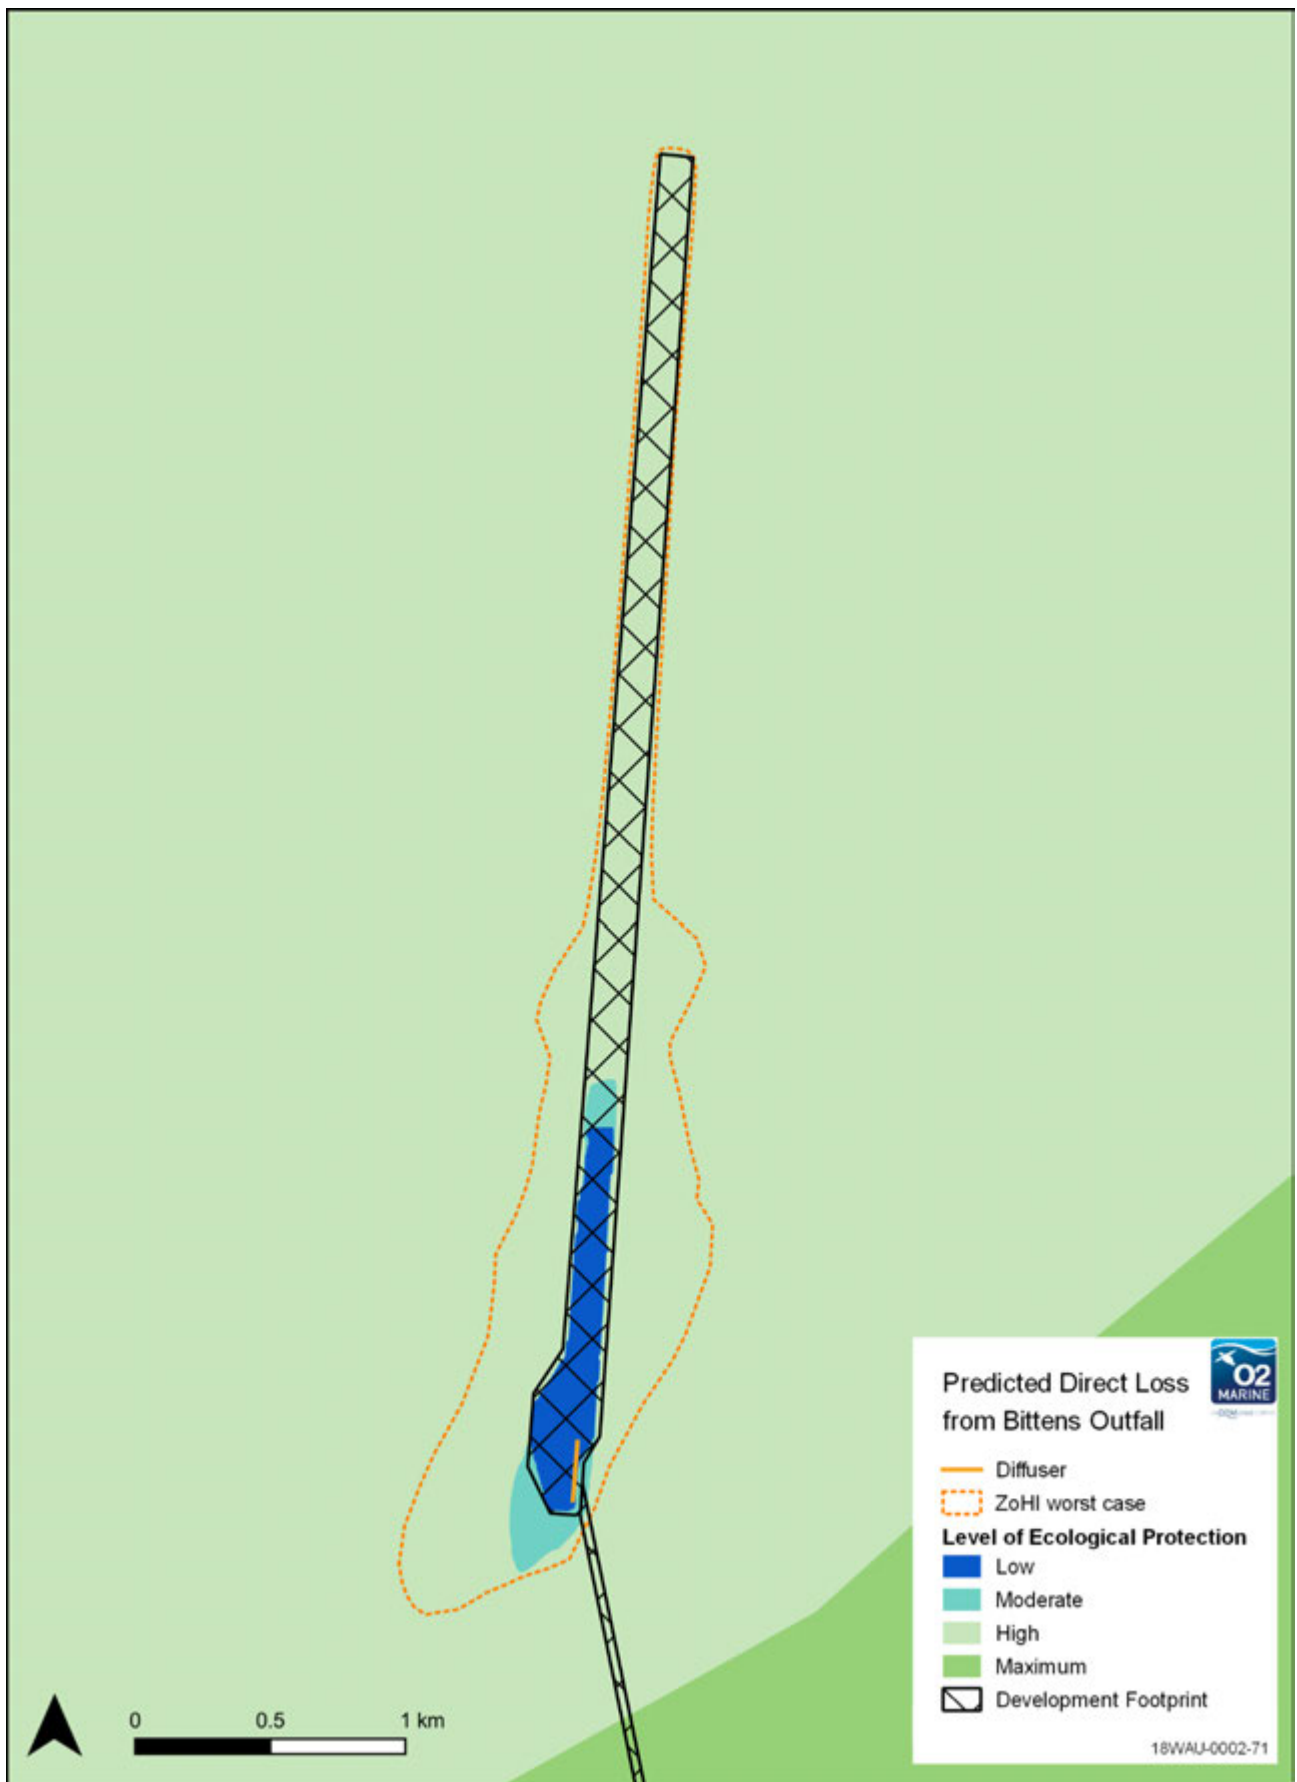 Predicted Direct Loss
from Bittens Outfall
O2
MARINE
Diffuser
ZoHI worst case
Level of Ecological Protection
Low
Moderate
High
Maximum
Development Footprint
18WAU-0002-71
0 0.5 1 km